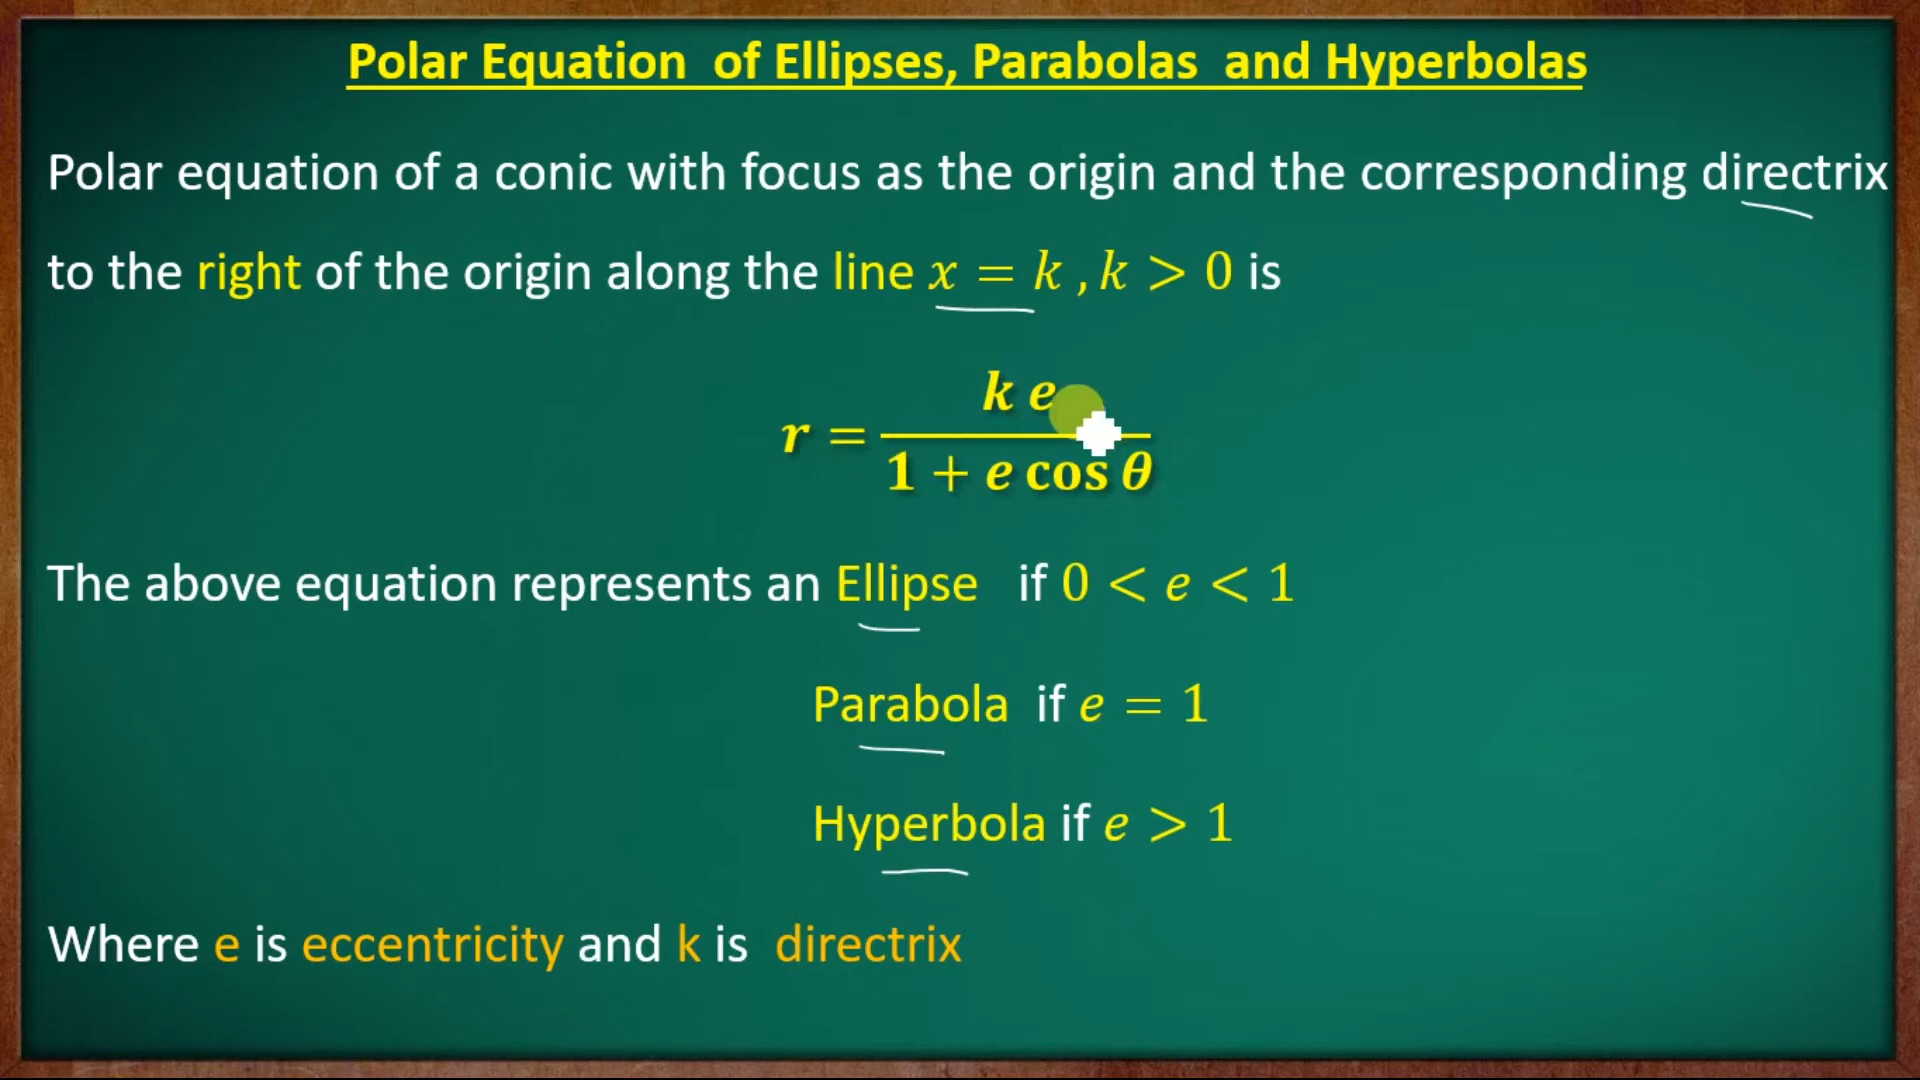 Polar Equation of Ellipses, Parabolas and Hyperbolas
Polar equation of a conic with focus as the origin and the corresponding directrix
to the right of the origin along the line x = k , k > 0 is
r = k e / 1 + e cos θ
The above equation represents an Ellipse if 0 < e < 1
Parabola if e = 1
Hyperbola if e > 1
Where e is eccentricity and k is directrix